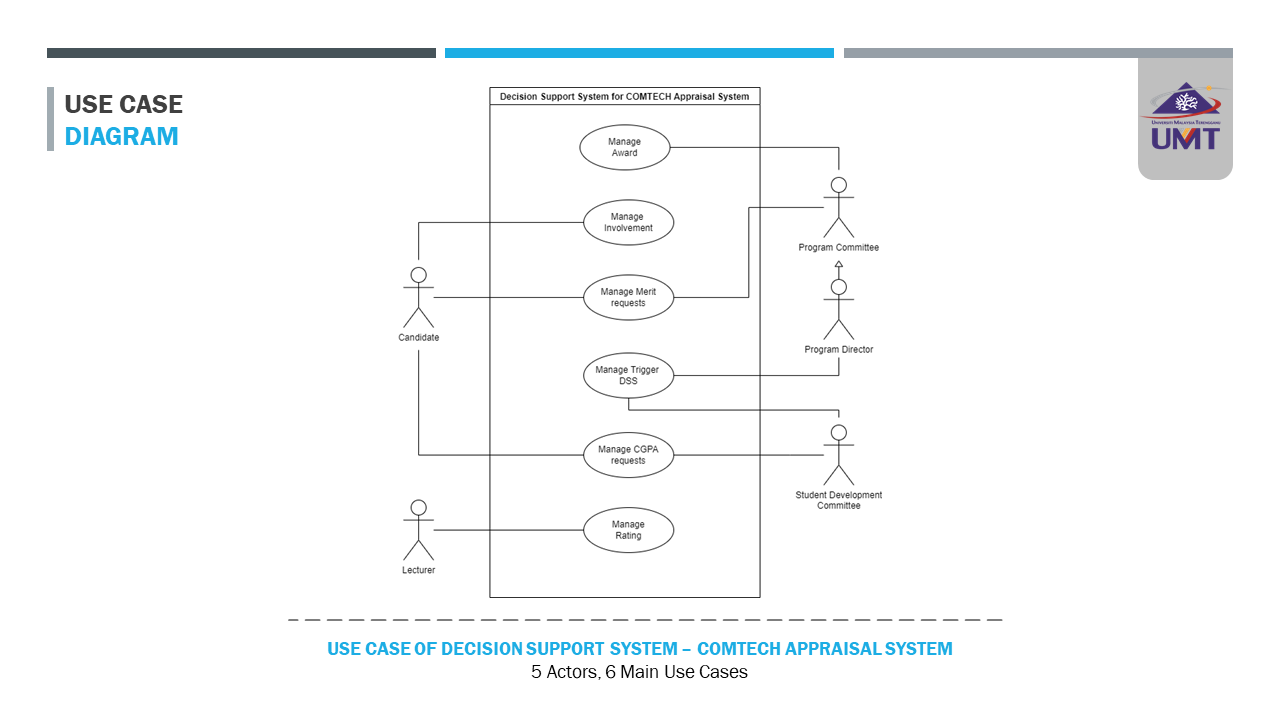 USE CASE
DIAGRAM
Decision Support System for COMTECH Appraisal System
Manage
Award
Manage
Involvement
Manage Merit
requests
Manage Trigger
DSS
Manage CGPA
requests
Manage
Rating
Candidate
Lecturer
Program Committee
Program Director
Student Development
Committee
UNIVERSITI MALAYSIA TERENGGANU
UMT
USE CASE OF DECISION SUPPORT SYSTEM – COMTECH APPRAISAL SYSTEM
5 Actors, 6 Main Use Cases